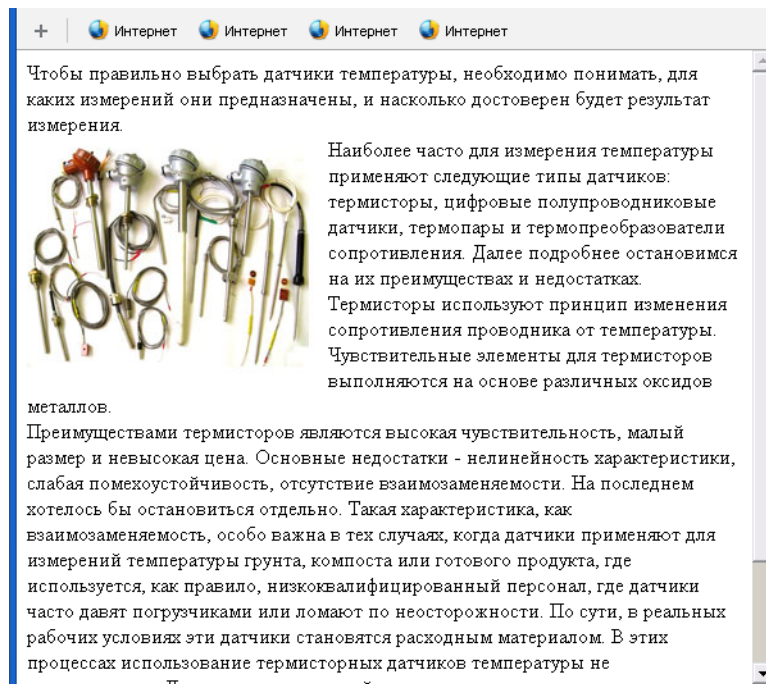 + Интернет Интернет Интернет Интернет
Чтобы правильно выбрать датчики температуры, необходимо понимать, для
каких измерений они предназначены, и насколько достоверен будет результат
измерения.
Наиболее часто для измерения температуры
применяют следующие типы датчиков:
термисторы, цифровые полупроводниковые
датчики, термопары и термопреобразователи
сопротивления. Далее подробнее остановимся
на их преимуществах и недостатках.
Термисторы используют принцип изменения
сопротивления проводника от температуры.
Чувствительные элементы для термисторов
выполняются на основе различных оксидов
металлов.
Преимуществами термисторов являются высокая чувствительность, малый
размер и невысокая цена. Основные недостатки - нелинейность характеристики,
слабая помехоустойчивость, отсутствие взаимозаменяемости. На последнем
хотелось бы остановиться отдельно. Такая характеристика, как
взаимозаменяемость, особо важна в тех случаях, когда датчики применяют для
измерений температуры грунта, компоста или готового продукта, где
используется, как правило, низкоквалифицированный персонал, где датчики
часто давят погрузчиками или ломают по неосторожности. По сути, в реальных
рабочих условиях эти датчики становятся расходным материалом. В этих
процессах использование термисторных датчиков температуры не